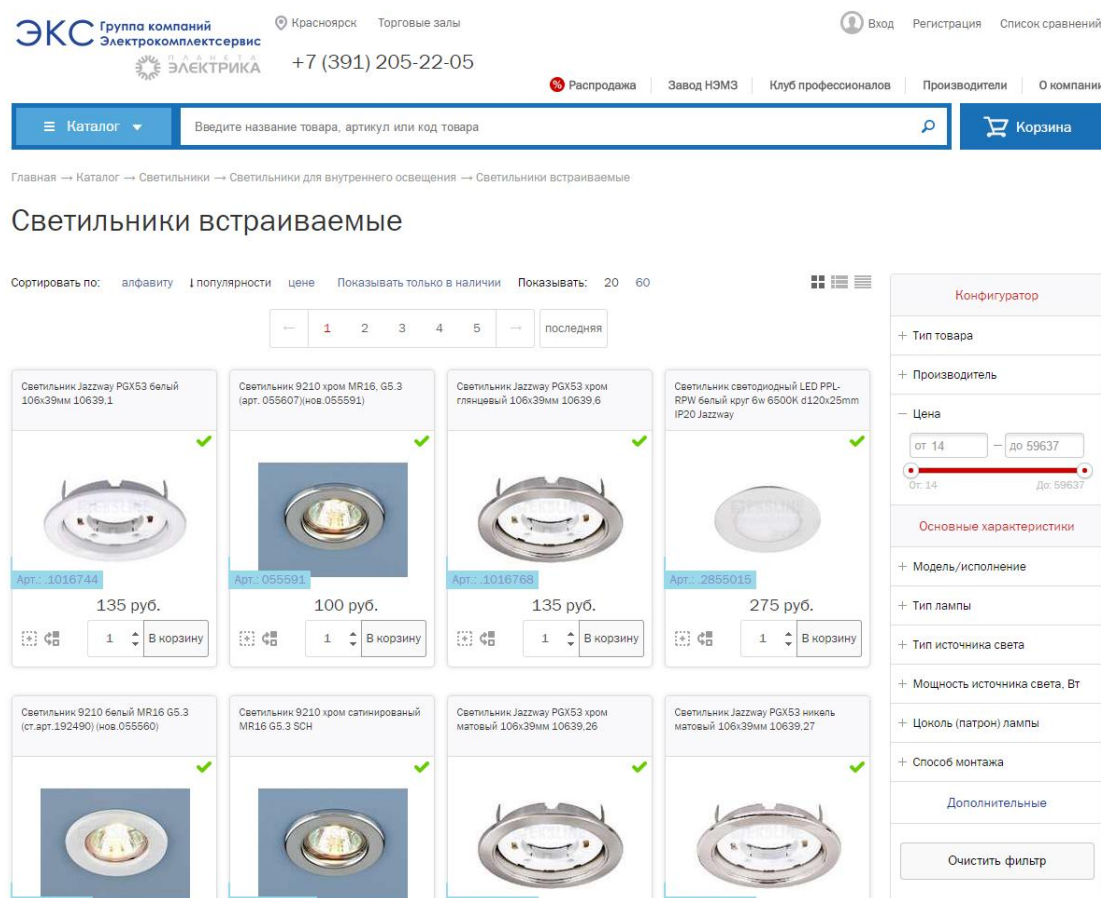 ЭКС Группа компаний
Электрокомплектсервис
ПЛАНЕТА
ЭЛЕКТРИКА
Красноярск Торговые залы
+7 (391) 205-22-05
Вход Регистрация Список сравнений
% Распродажа Завод НЭМЗ Клуб профессионалов Производители О компании
Каталог Введите название товара, артикул или код товара Корзина
Главная → Каталог → Светильники → Светильники для внутреннего освещения → Светильники встраиваемые
Светильники встраиваемые
Сортировать по: алфавиту ↓популярности цене Показывать только в наличии Показывать: 20 60
← 1 2 3 4 5 → последняя
Светильник Jazzway PGX53 белый
106x39мм 10639,1
Арт.: .1016744
135 руб.
1 В корзину
Светильник 9210 хром MR16, G5.3
(арт. 055607)(нов.055591)
Арт.: 055591
100 руб.
1 В корзину
Светильник Jazzway PGX53 хром
глянцевый 106x39мм 10639.6
Арт.: .1016768
135 руб.
1 В корзину
Светильник светодиодный LED PPL-
RPW белый круг 6w 6500K d120x25mm
IP20 Jazzway
Арт.: .2855015
275 руб.
1 В корзину
Светильник 9210 белый MR16 G5.3
(ст.арт.192490) (нов.055560)
Светильник 9210 хром сатинированый
MR16 G5.3 SCH
Светильник Jazzway PGX53 хром
матовый 106x39мм 10639,26
Светильник Jazzway PGX53 никель
матовый 106x39мм 10639,27
Конфигуратор
+ Тип товара
+ Производитель
— Цена
от 14 — до 59637
От: 14 До: 59637
Основные характеристики
+ Модель/исполнение
+ Тип лампы
+ Тип источника света
+ Мощность источника света, Вт
+ Цоколь (патрон) лампы
+ Способ монтажа
Дополнительные
Очистить фильтр